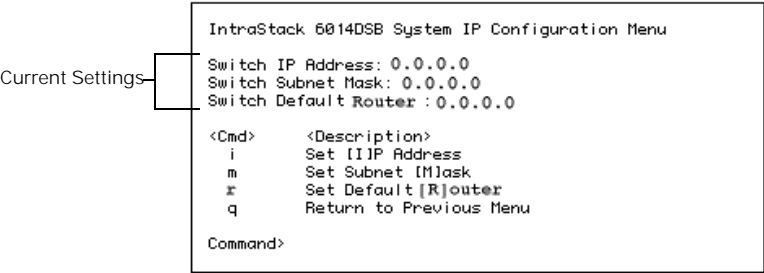 IntraStack 6014DSB System IP Configuration Menu
Current Settings
Switch IP Address: 0.0.0.0
Switch Subnet Mask: 0.0.0.0
Switch Default Router : 0.0.0.0
<Cmd> <Description>
i Set [I]P Address
m Set Subnet [M]ask
r Set Default [R]outer
q Return to Previous Menu
Command>